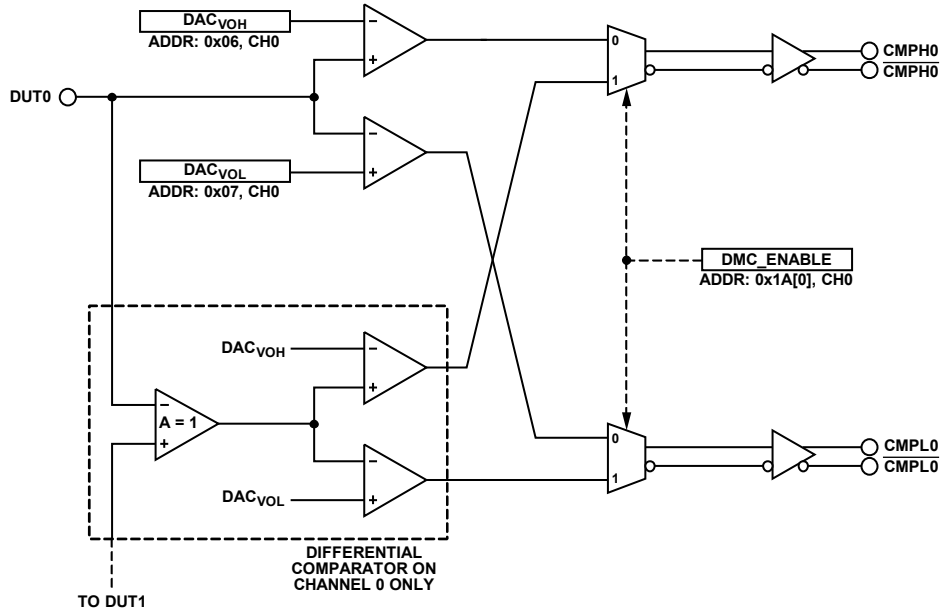 DACVOH
ADDR: 0x06, CH0
−
+
0
1
CMPH0
CMPH0
DUT0
−
+
DACVOL
ADDR: 0x07, CH0
DMC_ENABLE
ADDR: 0x1A[0], CH0
DACVOH
−
+
A = 1
−
+
−
+
DACVOL
0
1
CMPL0
CMPL0
DIFFERENTIAL
COMPARATOR ON
CHANNEL 0 ONLY
TO DUT1